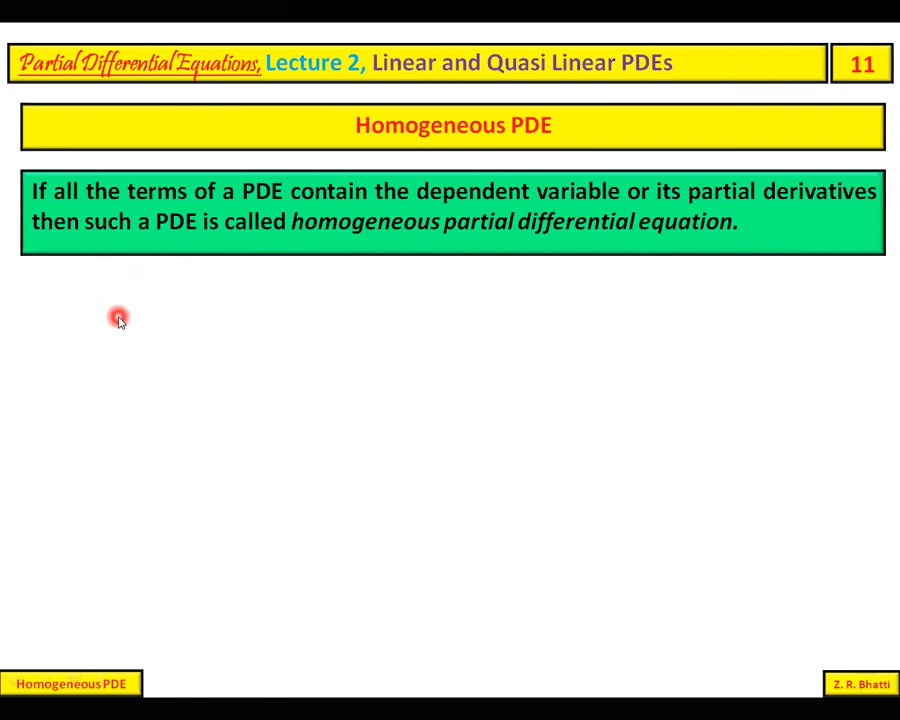 Partial Differential Equations, Lecture 2, Linear and Quasi Linear PDEs 11
Homogeneous PDE
If all the terms of a PDE contain the dependent variable or its partial derivatives
then such a PDE is called homogeneous partial differential equation.
Homogeneous PDE Z. R. Bhatti